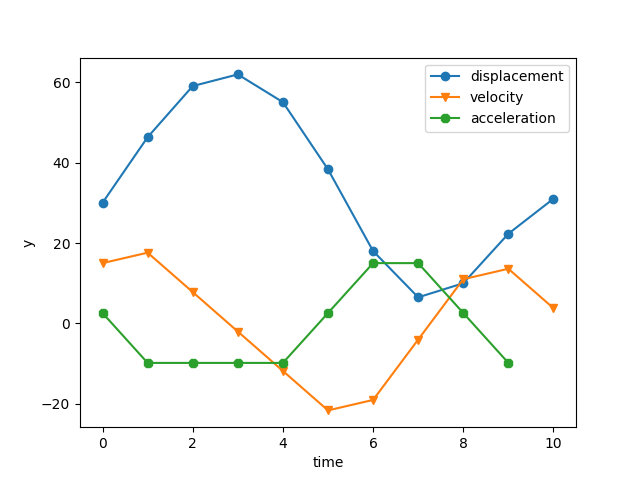 displacement
velocity
acceleration
60
40
20
0
−20
y
0 2 4 6 8 10
time